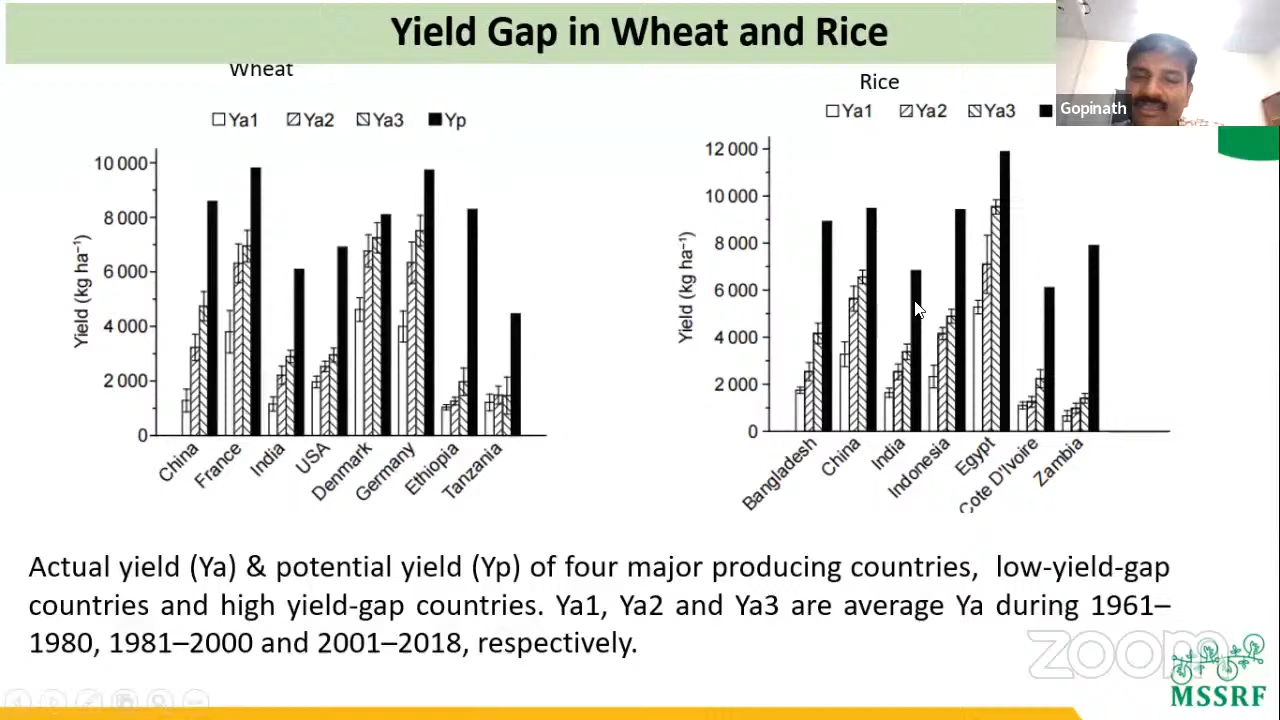 Yield Gap in Wheat and Rice
Gopinath
Wheat
Rice
Ya1 Ya2 Ya3 Yp
Ya1 Ya2 Ya3
Yield (kg ha⁻¹)
10 000
8 000
6 000
4 000
2 000
0
China
France
India
USA
Denmark
Germany
Ethiopia
Tanzania
Yield (kg ha⁻¹)
12 000
10 000
8 000
6 000
4 000
2 000
0
Bangladesh
China
India
Indonesia
Egypt
Cote D'Ivoire
Zambia
Actual yield (Ya) & potential yield (Yp) of four major producing countries, low-yield-gap
countries and high yield-gap countries. Ya1, Ya2 and Ya3 are average Ya during 1961–
1980, 1981–2000 and 2001–2018, respectively.
zoom
MSSRF